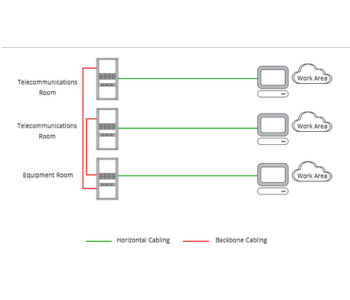 Telecommunications
Room
Work Area
Telecommunications
Room
Work Area
Equipment Room
Work Area
Horizontal Cabling
Backbone Cabling